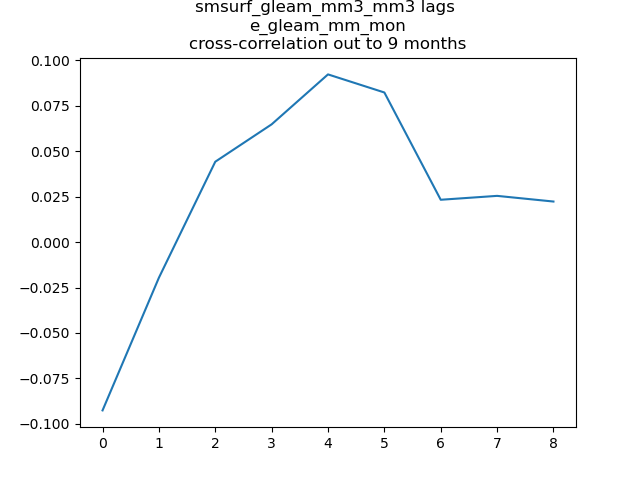 smsurf_gleam_mm3_mm3 lags
e_gleam_mm_mon
cross-correlation out to 9 months
0.100
0.075
0.050
0.025
0.000
−0.025
−0.050
−0.075
−0.100
0 1 2 3 4 5 6 7 8